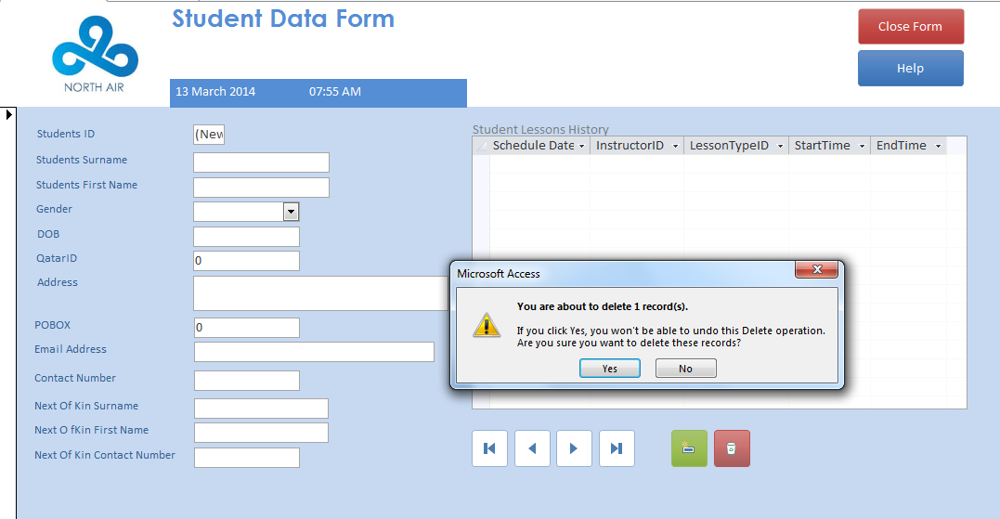 Student Data Form
Close Form
Help
NORTH AIR
13 March 2014 07:55 AM
Students ID (New
Students Surname
Students First Name
Gender
DOB
QatarID 0
Address
POBOX 0
Email Address
Contact Number
Next Of Kin Surname
Next O fKin First Name
Next Of Kin Contact Number
Student Lessons History
Schedule Date InstructorID LessonTypeID StartTime EndTime
Microsoft Access
You are about to delete 1 record(s).
If you click Yes, you won't be able to undo this Delete operation.
Are you sure you want to delete these records?
Yes No